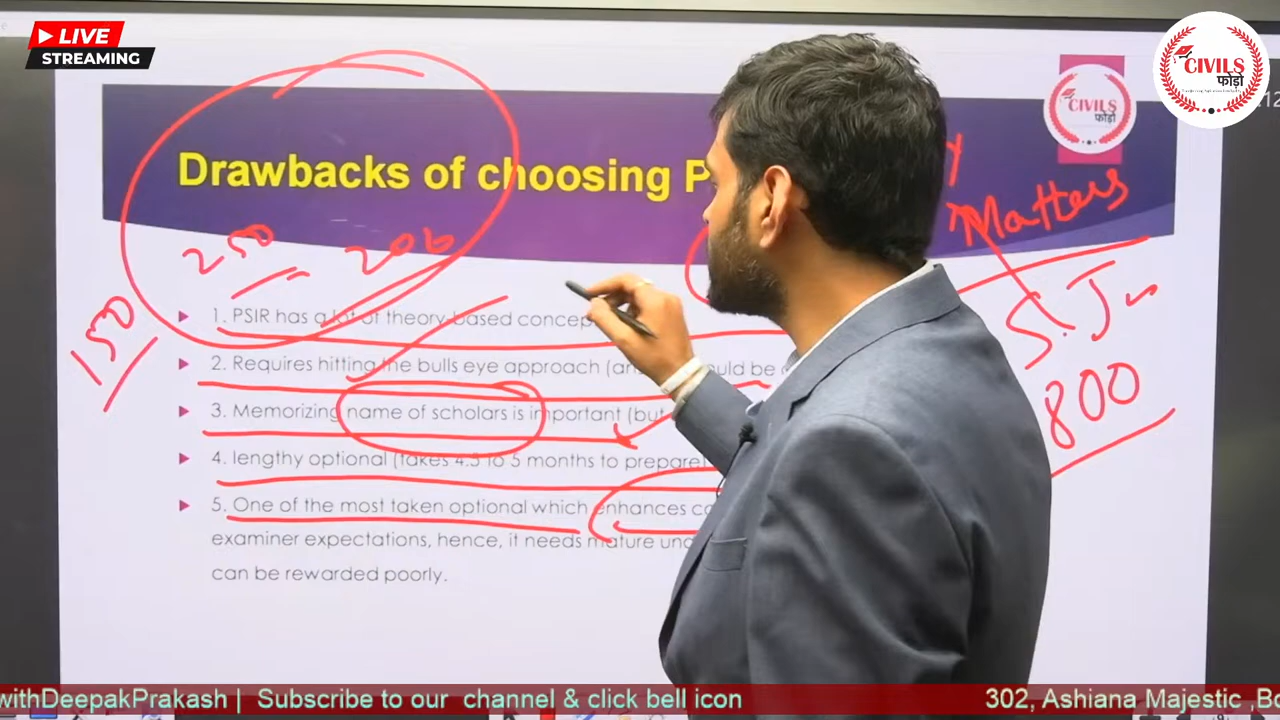 LIVE
STREAMING
CIVILS
फोड़ो
CIVILS
फोड़ो
Drawbacks of choosing P
Matters
250
206
150
S. J
800
1. PSIR has a lot of theory based concep
2. Requires hitting the bulls eye approach
3. Memorizing name of scholars is important (but
4. lengthy optional (takes 4.5 to 5 months to prepare
5. One of the most taken optional which enhances
examiner expectations, hence, it needs mature
can be rewarded poorly.
withDeepakPrakash | Subscribe to our channel & click bell icon
302, Ashiana Majestic ,Bo